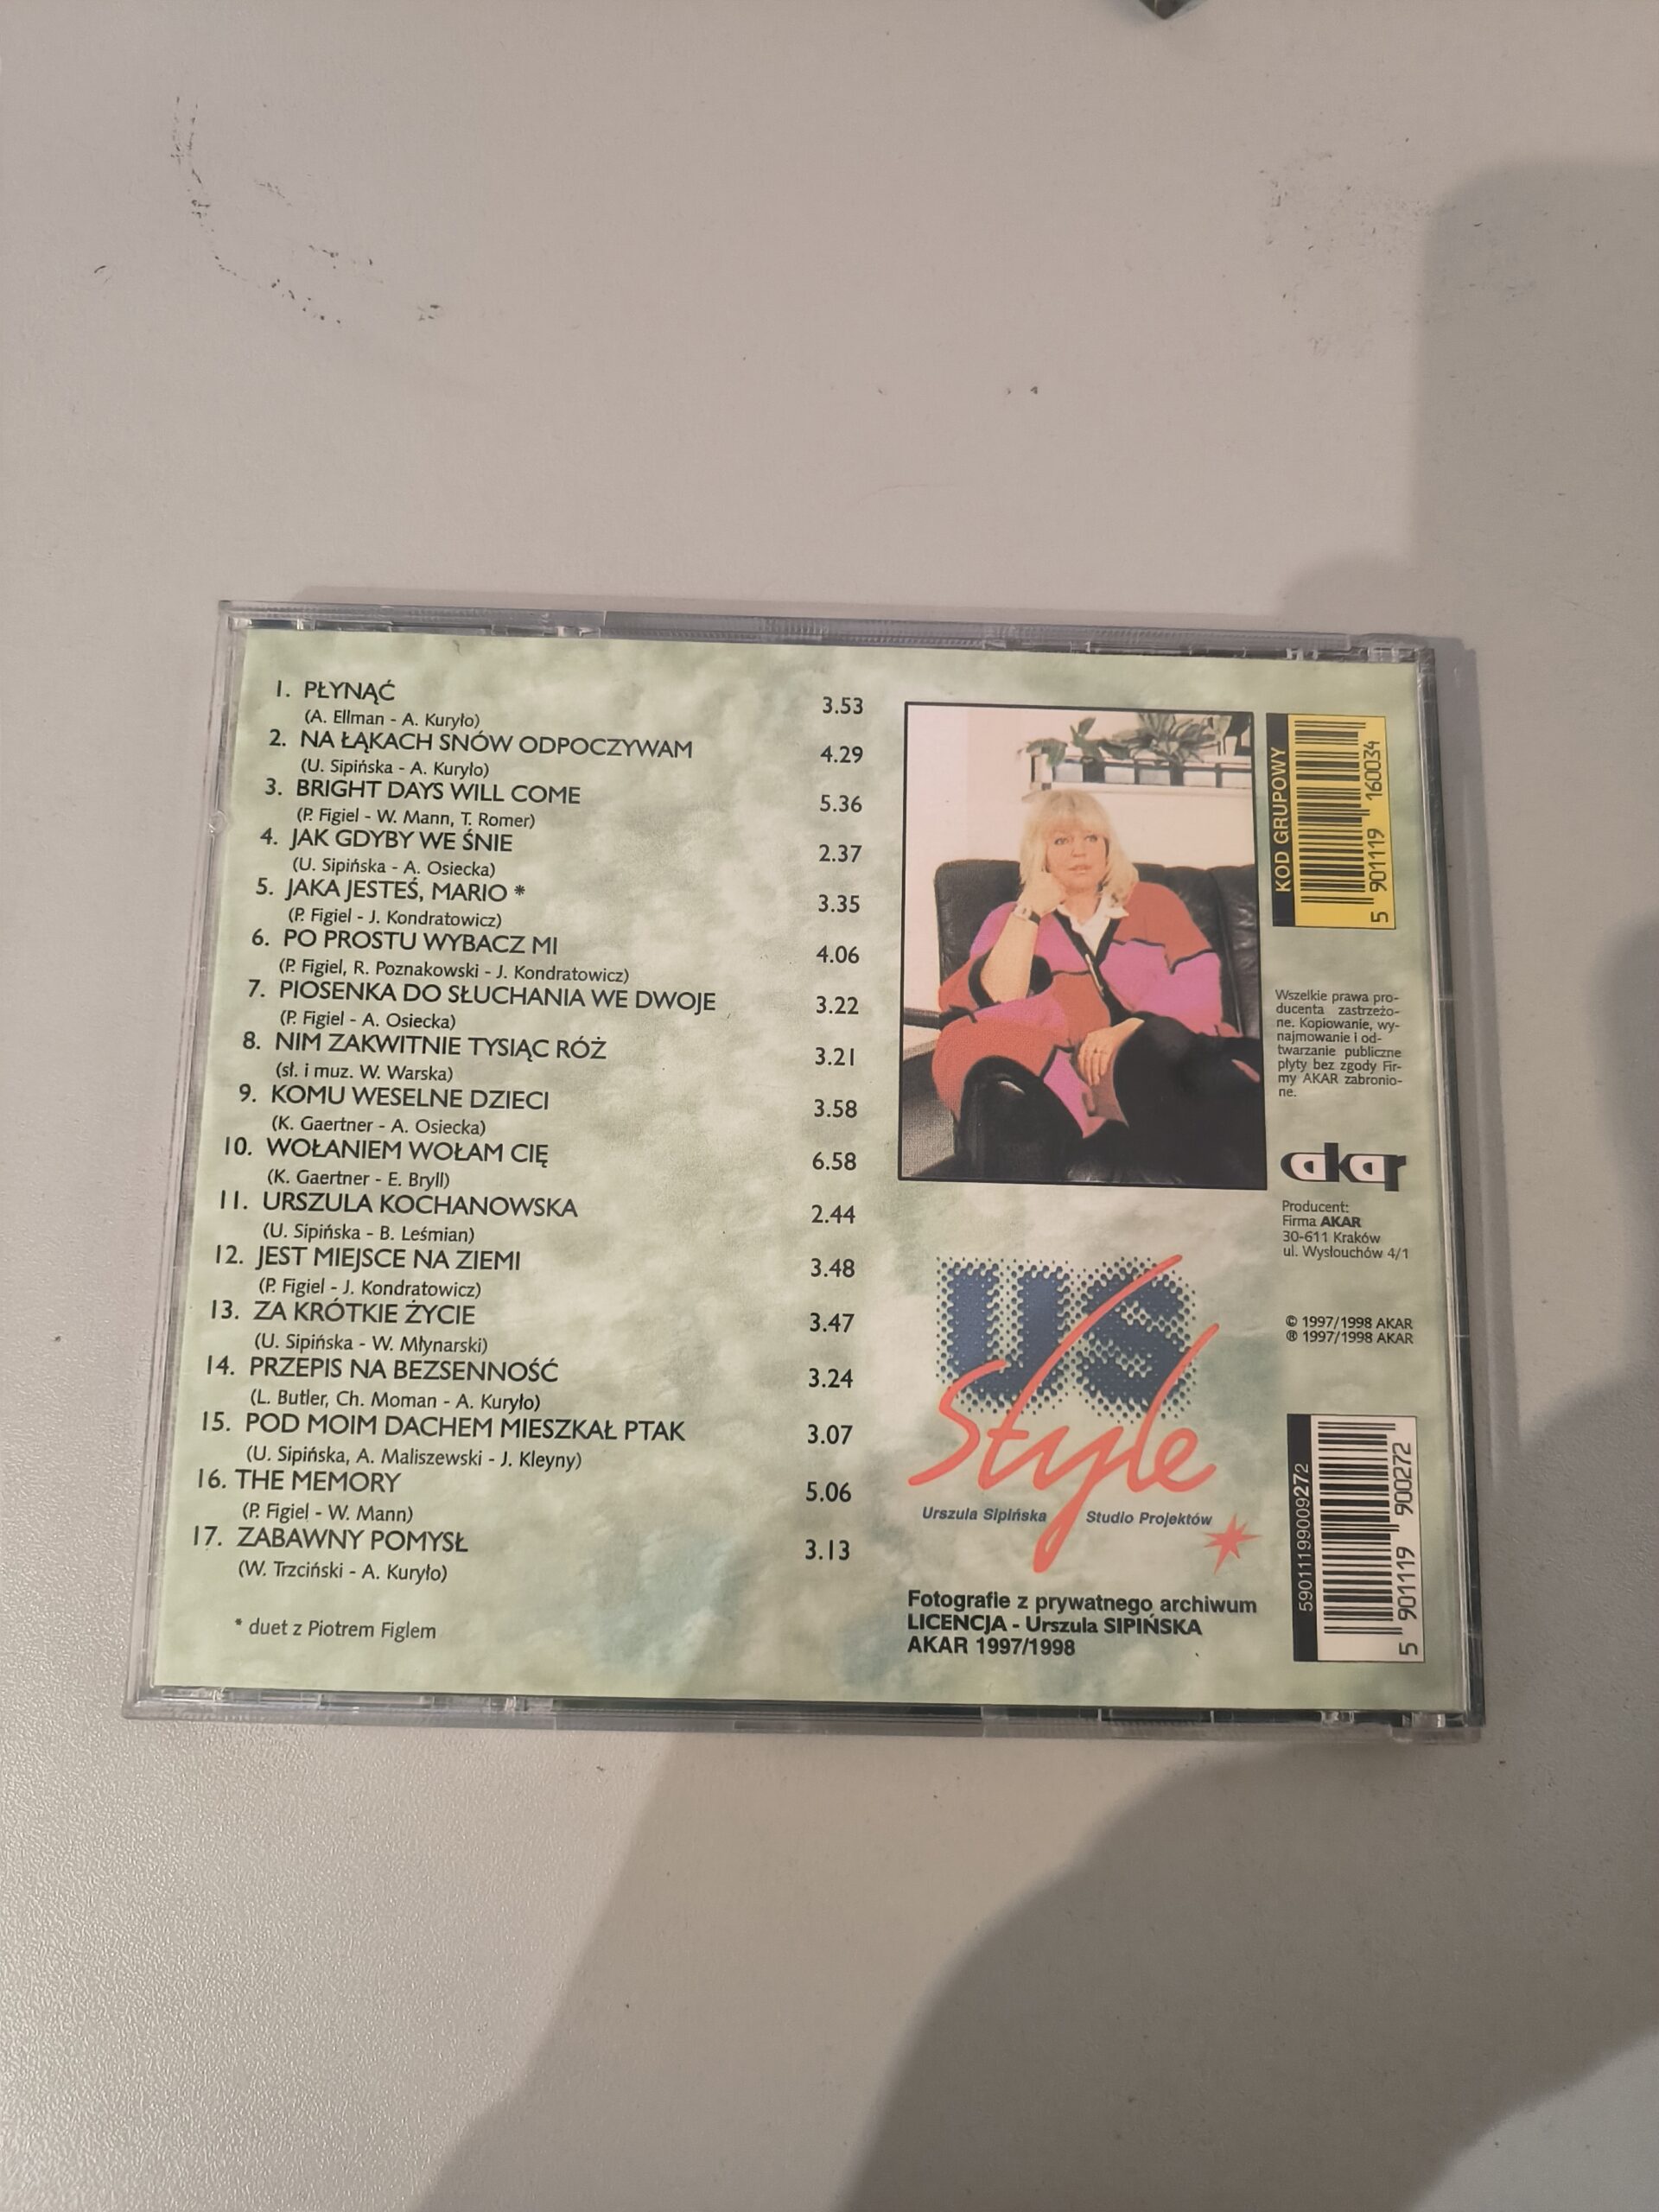 1. PŁYNĄĆ 3.53
(A. Ellman - A. Kuryło)
2. NA ŁĄKACH SNÓW ODPOCZYWAM 4.29
(U. Sipińska - A. Kuryło)
3. BRIGHT DAYS WILL COME 5.36
(P. Figiel - W. Mann, T. Romer)
4. JAK GDYBY WE ŚNIE 2.37
(U. Sipińska - A. Osiecka)
5. JAKA JESTEŚ, MARIO * 3.35
(P. Figiel - J. Kondratowicz)
6. PO PROSTU WYBACZ MI 4.06
(P. Figiel, R. Poznakowski - J. Kondratowicz)
7. PIOSENKA DO SŁUCHANIA WE DWOJE 3.22
(P. Figiel - A. Osiecka)
8. NIM ZAKWITNIE TYSIĄC RÓŻ 3.21
(sł. i muz. W. Warska)
9. KOMU WESELNE DZIECI 3.58
(K. Gaertner - A. Osiecka)
10. WOŁANIEM WOŁAM CIĘ 6.58
(K. Gaertner - E. Bryll)
11. URSZULA KOCHANOWSKA 2.44
(U. Sipińska - B. Leśmian)
12. JEST MIEJSCE NA ZIEMI 3.48
(P. Figiel - J. Kondratowicz)
13. ZA KRÓTKIE ŻYCIE 3.47
(U. Sipińska - W. Młynarski)
14. PRZEPIS NA BEZSENNOŚĆ 3.24
(L. Butler, Ch. Moman - A. Kuryło)
15. POD MOIM DACHEM MIESZKAŁ PTAK 3.07
(U. Sipińska, A. Maliszewski - J. Kleyny)
16. THE MEMORY 5.06
(P. Figiel - W. Mann)
17. ZABAWNY POMYSŁ 3.13
(W. Trzciński - A. Kuryło)
* duet z Piotrem Figlem
US
Style
Urszula Sipińska Studio Projektów
Fotografie z prywatnego archiwum
LICENCJA - Urszula SIPIŃSKA
AKAR 1997/1998
KOD GRUPOWY
5 901119 160034
Wszelkie prawa pro-
ducenta zastrzeżo-
ne. Kopiowanie, wy-
najmowanie i od-
twarzanie publiczne
płyty bez zgody Fir-
my AKAR zabronio-
ne.
akar
Producent:
Firma AKAR
30-611 Kraków
ul. Wysłouchów 4/1
© 1997/1998 AKAR
® 1997/1998 AKAR
5901119900927​2
5 901119 900272